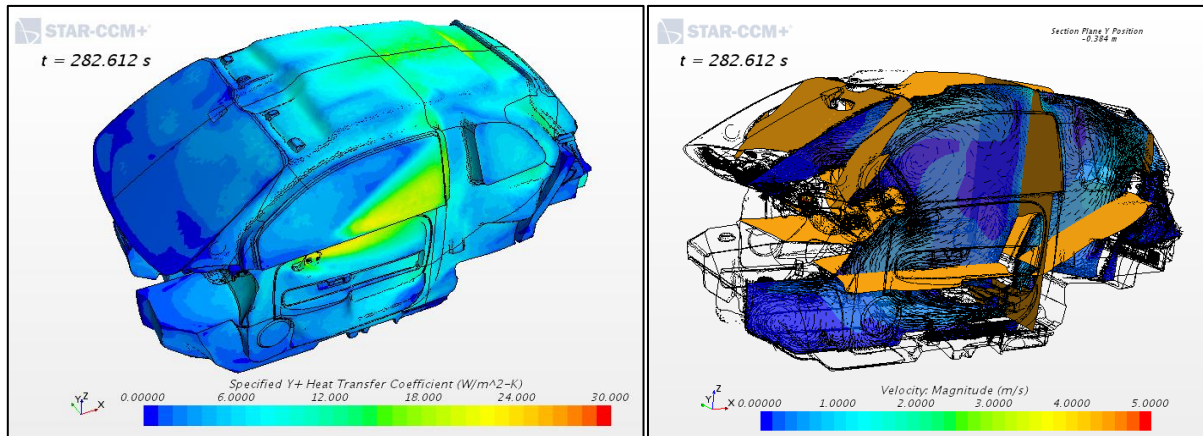 STAR-CCM+
t = 282.612 s
Specified Y+ Heat Transfer Coefficient (W/m^2-K)
0.00000 6.0000 12.000 18.000 24.000 30.000
Z
Y X
STAR-CCM+
Section Plane Y Position
-0.384 m
t = 282.612 s
Velocity: Magnitude (m/s)
0.00000 1.0000 2.0000 3.0000 4.0000 5.0000
Z
Y X